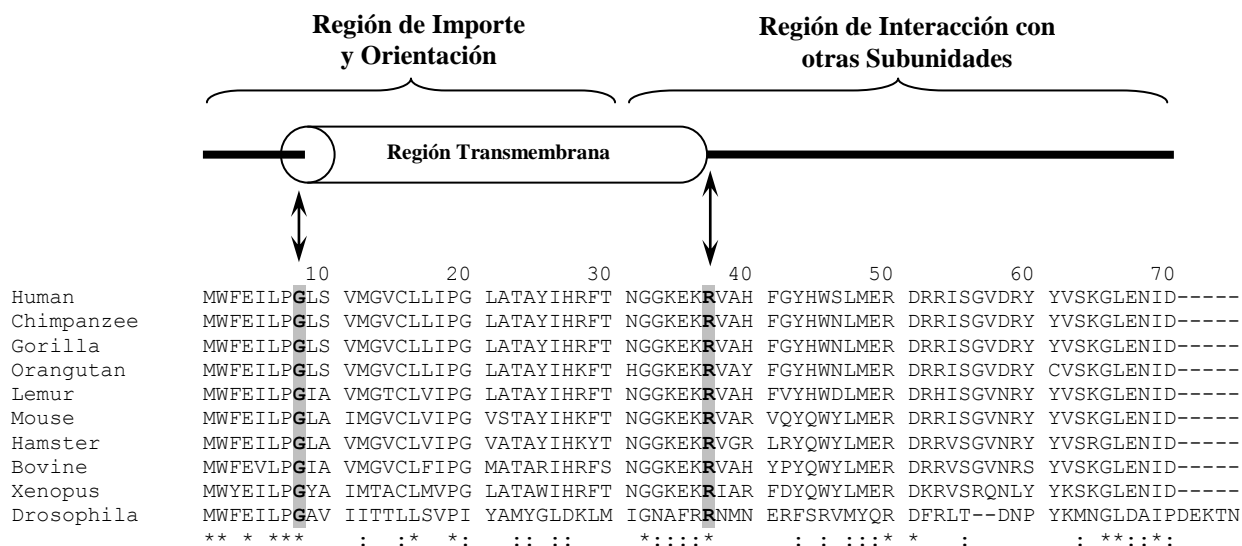 Región de Importe
y Orientación
Región de Interacción con
otras Subunidades
Región Transmembrana
10 20 30 40 50 60 70
Human MWFEILPGLS VMGVCLLIPG LATAYIHRFT NGGKEKRVAH FGYHWSLMER DRRISGVDRY YVSKGLENID-----
Chimpanzee MWFEILPGLS VMGVCLLIPG LATAYIHRFT NGGKEKRVAH FGYHWNLMER DRRISGVDRY YVSKGLENID-----
Gorilla MWFEILPGLS VMGVCLLIPG LATAYIHRFT NGGKEKRVAH FGYHWNLMER DRRISGVDRY YVSKGLENID-----
Orangutan MWFEILPGLS VMGVCLLIPG LATAYIHKFT HGGKEKRVAY FGYHWNLMER DRRISGVDRY CVSKGLENID-----
Lemur MWFEILPGIA VMGTCLVIPG LATAYIHKFT NGGKEKRVAH FVYHWDLMER DRHISGVNRY YVSKGLENID-----
Mouse MWFEILPGLA IMGVCLVIPG VSTAYIHKFT NGGKEKRVAR VQYQWYLMER DRRISGVNRY YVSKGLENID-----
Hamster MWFEILPGLA VMGVCLVIPG VATAYIHKYT NGGKEKRVGR LRYQWYLMER DRRVSGVNRY YVSRGLENID-----
Bovine MWFEVLPGIA VMGVCLFIPG MATARIHRFS NGGKEKRVAH YPYQWYLMER DRRVSGVNRS YVSKGLENID-----
Xenopus MWYEILPGYA IMTACLMVPG LATAWIHRFT NGGKEKRIAR FDYQWYLMER DKRVSRQNLY YKSKGLENID-----
Drosophila MWFEILPGAV IITTLLSVPI YAMYGLDKLM IGNAFRRNMN ERFSRVMYQR DFRLT--DNP YKMNGLDAIPDEKTN
** * *** : :* *: :: :: *::::* : : ::* * : : **::*: